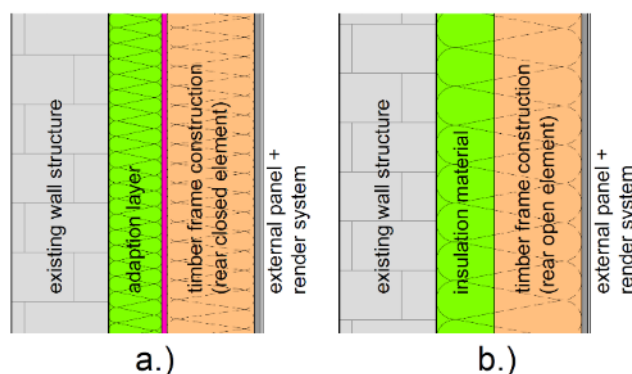 existing wall structure
adaption layer
timber frame construction
(rear closed element)
external panel +
render system
a.)
existing wall structure
insulation material
timber frame construction
(rear open element)
external panel +
render system
b.)